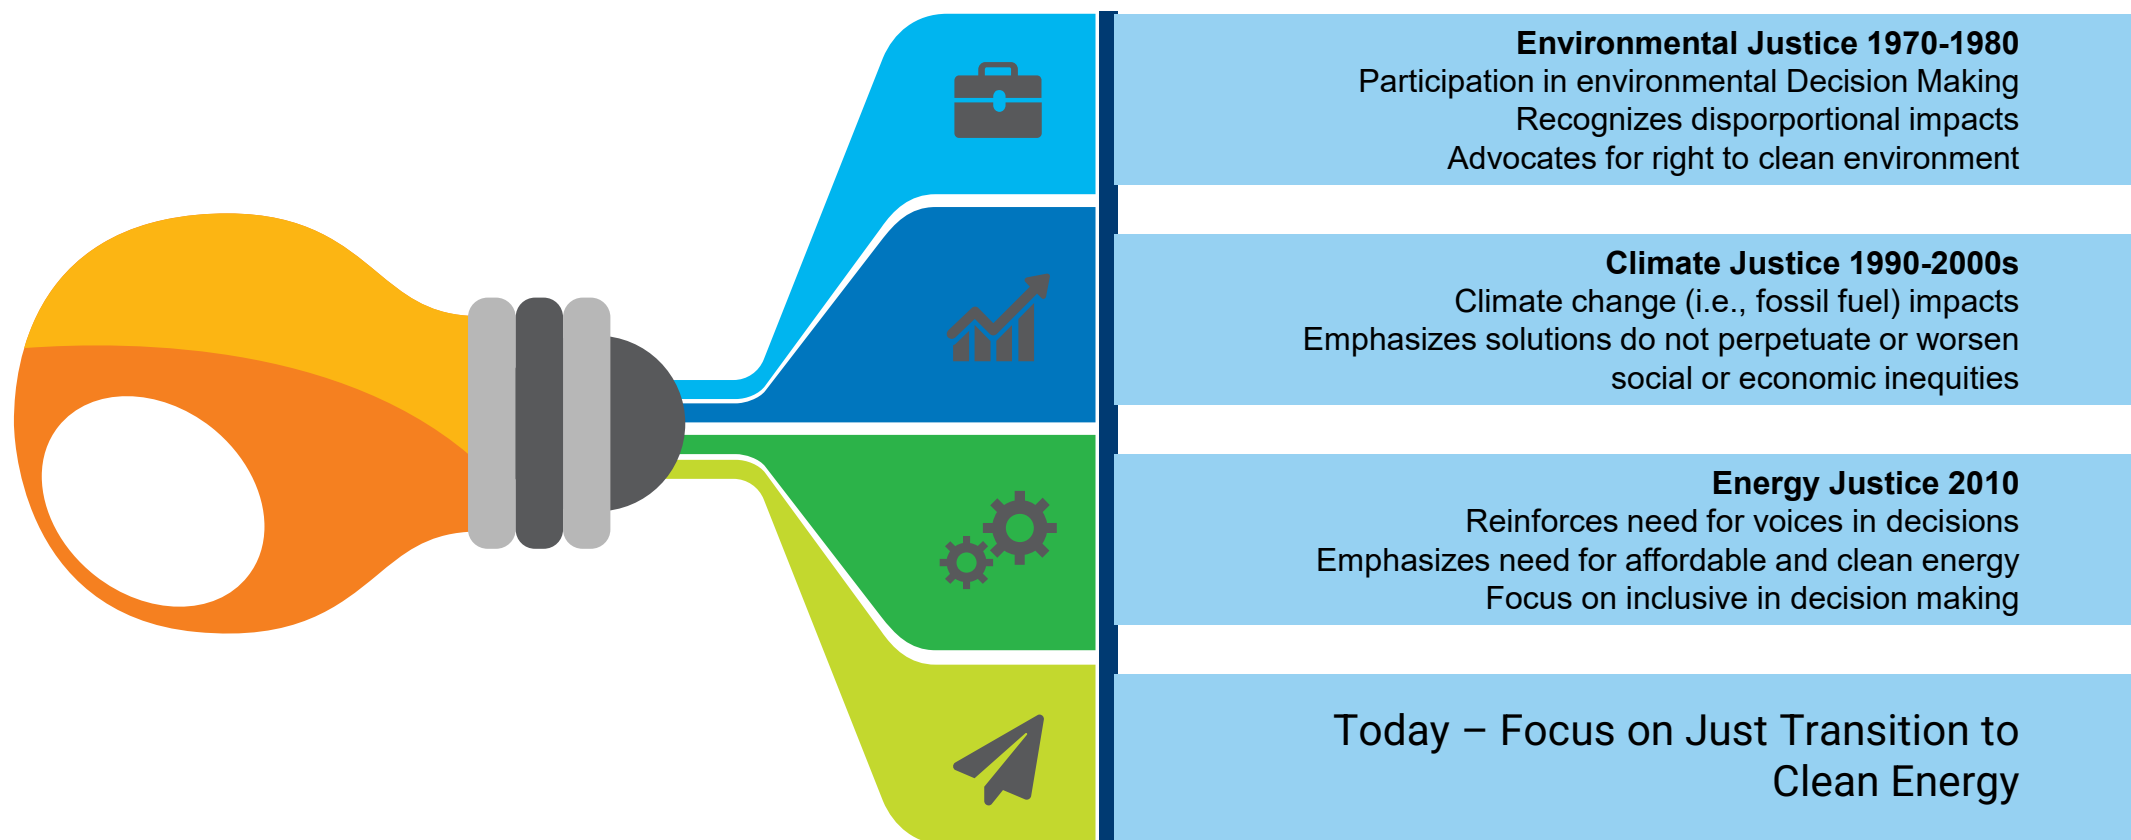 Environmental Justice 1970-1980
Participation in environmental Decision Making
Recognizes disporportional impacts
Advocates for right to clean environment
Climate Justice 1990-2000s
Climate change (i.e., fossil fuel) impacts
Emphasizes solutions do not perpetuate or worsen
social or economic inequities
Energy Justice 2010
Reinforces need for voices in decisions
Emphasizes need for affordable and clean energy
Focus on inclusive in decision making
Today – Focus on Just Transition to
Clean Energy